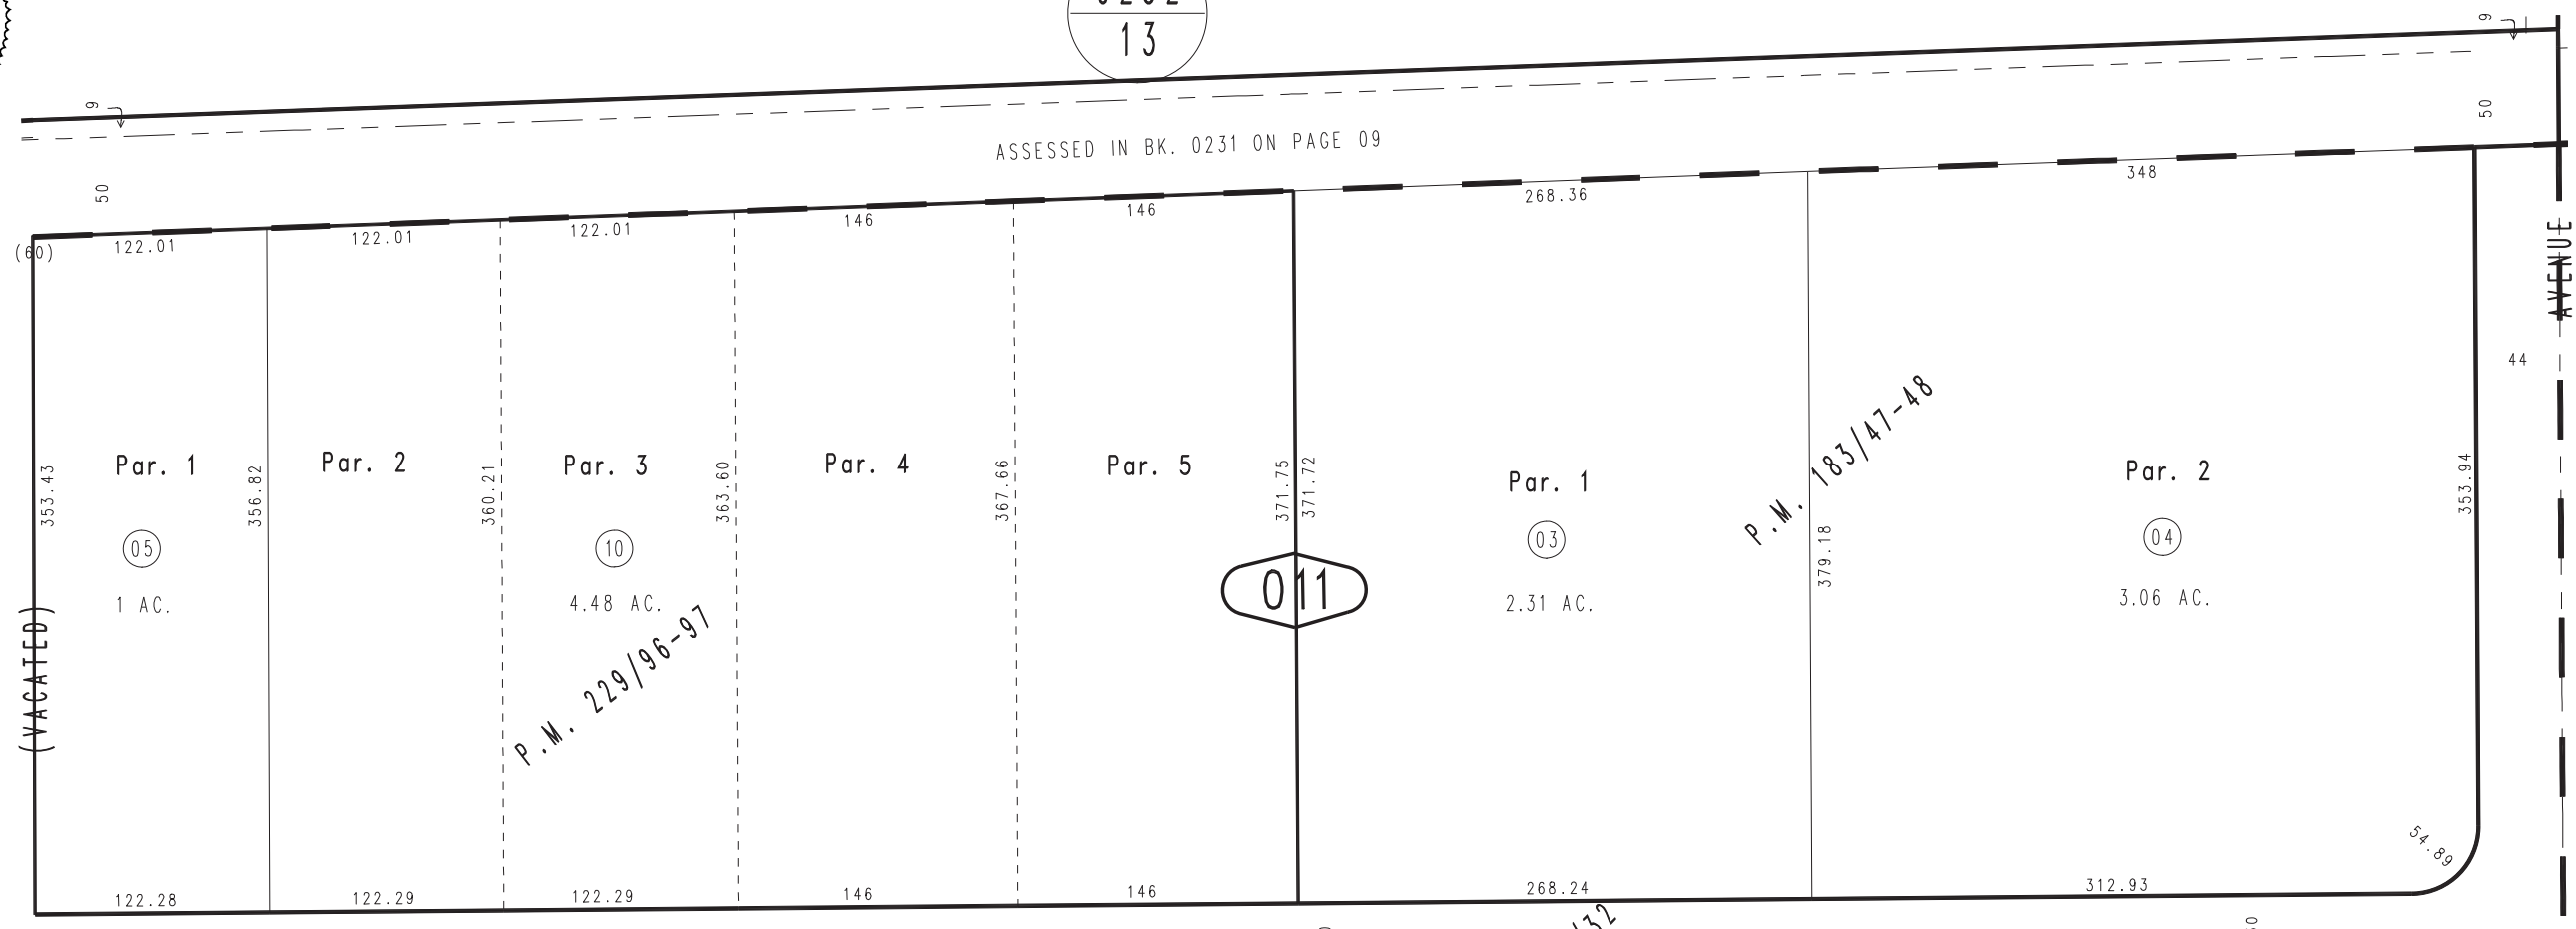 13
9
9
50
ASSESSED IN BK. 0231 ON PAGE 09
50
348
268.36
146
146
122.01
122.01
122.01
(60)
AVENUE
44
Par. 1
Par. 2
Par. 3
Par. 4
Par. 5
Par. 1
Par. 2
353.43
356.82
360.21
363.60
367.66
371.75
371.72
P.M. 183/47-48
379.18
353.94
05
10
03
04
1 AC.
4.48 AC.
011
2.31 AC.
3.06 AC.
(VACATED)
P.M. 229/96-97
54.89
122.28
122.29
122.29
146
146
268.24
312.93